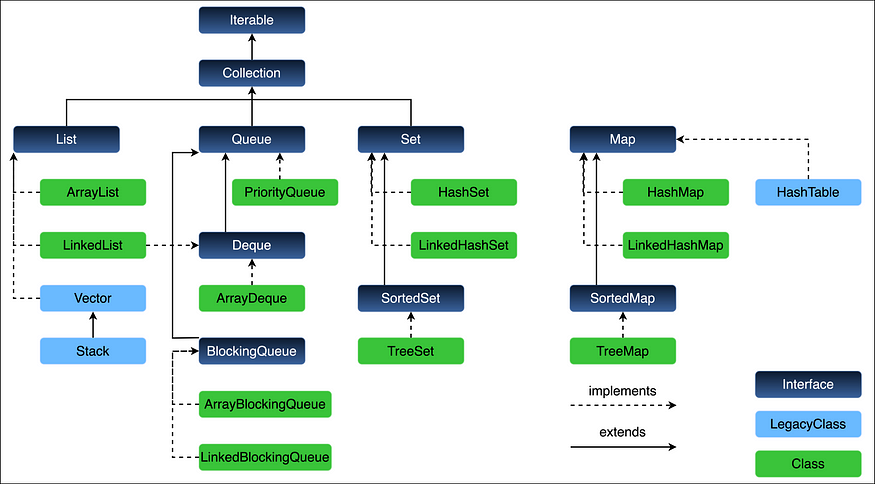 Iterable
Collection
List
Queue
Set
Map
ArrayList
PriorityQueue
HashSet
HashMap
HashTable
LinkedList
Deque
LinkedHashSet
LinkedHashMap
Vector
ArrayDeque
SortedSet
SortedMap
Stack
BlockingQueue
TreeSet
TreeMap
ArrayBlockingQueue
LinkedBlockingQueue
implements
extends
Interface
LegacyClass
Class